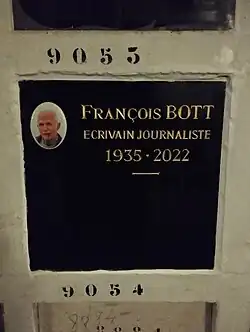 9053
FRANÇOIS BOTT
ECRIVAIN JOURNALISTE
1935 · 2022
9054